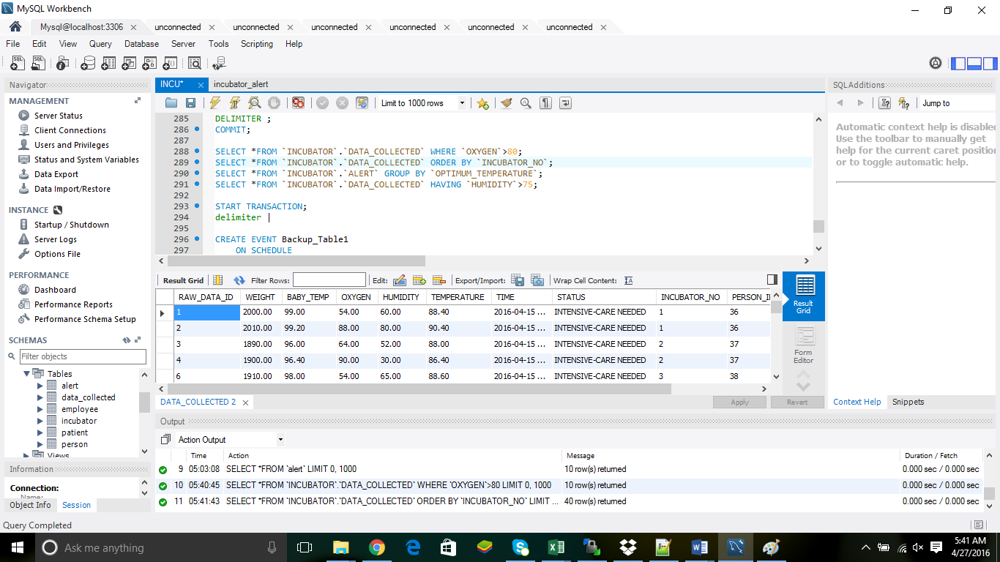 MySQL Workbench
Mysql@localhost:3306 unconnected unconnected unconnected unconnected unconnected unconnected
File Edit View Query Database Server Tools Scripting Help
Navigator
MANAGEMENT
Server Status
Client Connections
Users and Privileges
Status and System Variables
Data Export
Data Import/Restore
INSTANCE
Startup / Shutdown
Server Logs
Options File
PERFORMANCE
Dashboard
Performance Reports
Performance Schema Setup
SCHEMAS
Filter objects
Tables
alert
data_collected
employee
incubator
patient
person
Views
Information
Connection:
Name:
Object Info Session
Query Completed
INCU* incubator_alert
Limit to 1000 rows
285 DELIMITER ;
286 COMMIT;
287
288 SELECT *FROM `INCUBATOR`.`DATA_COLLECTED` WHERE `OXYGEN`>80;
289 SELECT *FROM `INCUBATOR`.`DATA_COLLECTED` ORDER BY `INCUBATOR_NO`;
290 SELECT *FROM `INCUBATOR`.`ALERT` GROUP BY `OPTIMUM_TEMPERATURE`;
291 SELECT *FROM `INCUBATOR`.`DATA_COLLECTED` HAVING `HUMIDITY`>75;
292
293 START TRANSACTION;
294 delimiter |
295
296 CREATE EVENT Backup_Table1
297 ON SCHEDULE
Result Grid Filter Rows: Edit: Export/Import: Wrap Cell Content: IA
RAW_DATA_ID WEIGHT BABY_TEMP OXYGEN HUMIDITY TEMPERATURE TIME STATUS INCUBATOR_NO PERSON_I
1 2000.00 99.00 54.00 60.00 88.40 2016-04-15 ... INTENSIVE-CARE NEEDED 1 36
2 2010.00 99.20 88.00 80.00 90.40 2016-04-15 ... INTENSIVE-CARE NEEDED 1 36
3 1890.00 96.00 64.00 52.00 88.00 2016-04-15 ... INTENSIVE-CARE NEEDED 2 37
4 1900.00 96.40 90.00 30.00 86.40 2016-04-15 ... INTENSIVE-CARE NEEDED 2 37
6 1910.00 98.00 54.00 65.00 88.60 2016-04-15 ... INTENSIVE-CARE NEEDED 3 38
Result
Grid
Form
Editor
DATA_COLLECTED 2 Apply Revert
SQLAdditions
Jump to
Automatic context help is disabled
Use the toolbar to manually get
help for the current caret position
or to toggle automatic help.
Context Help Snippets
Output
Action Output
Time Action Message Duration / Fetch
9 05:03:08 SELECT *FROM `alert` LIMIT 0, 1000 10 row(s) returned 0.000 sec / 0.000 sec
10 05:40:45 SELECT *FROM `INCUBATOR`.`DATA_COLLECTED` WHERE `OXYGEN`>80 LIMIT 0, 1000 10 row(s) returned 0.000 sec / 0.000 sec
11 05:41:43 SELECT *FROM `INCUBATOR`.`DATA_COLLECTED` ORDER BY `INCUBATOR_NO` LIMIT ... 40 row(s) returned 0.000 sec / 0.000 sec
Ask me anything
5:41 AM
4/27/2016